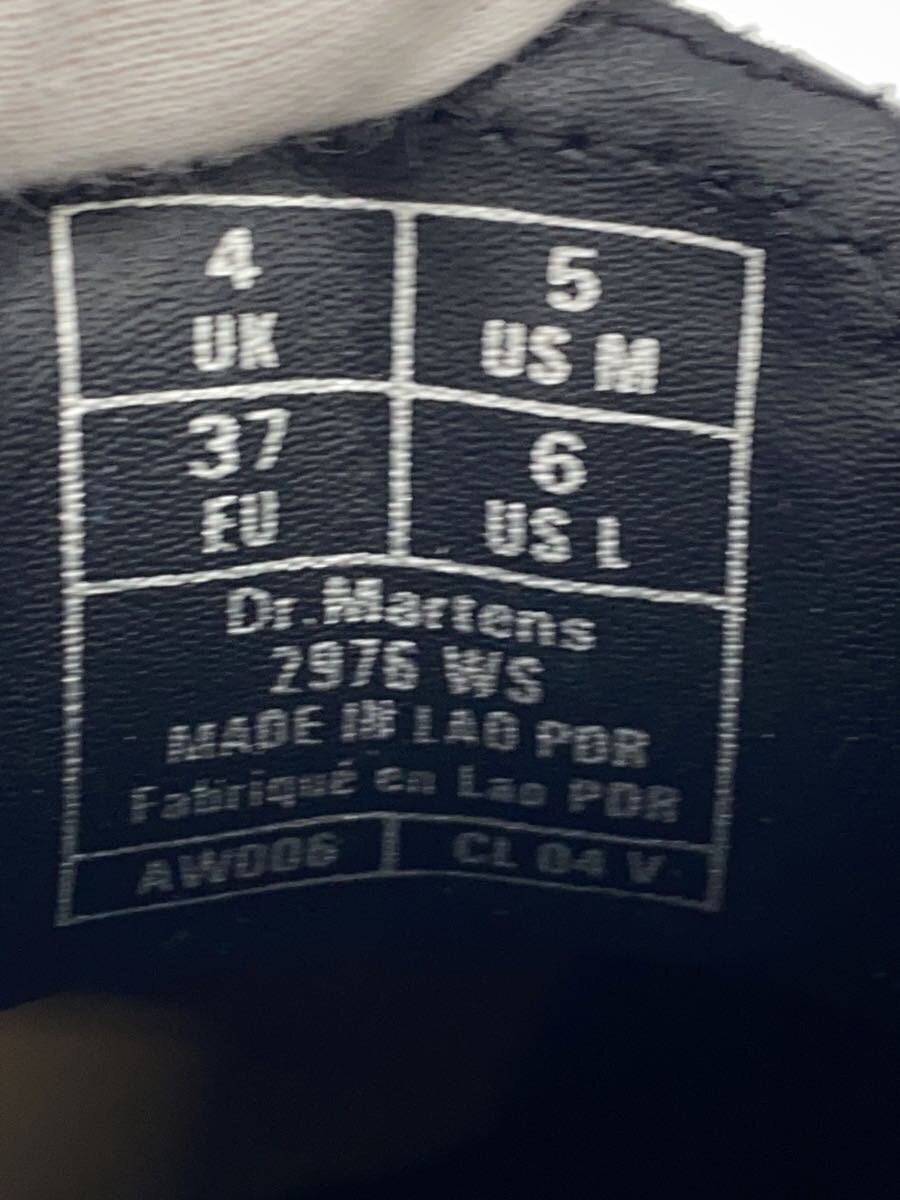 4
UK
5
US M
37
EU
6
US L
Dr.Martens
2976 WS
MADE IN LAO PDR
Fabriqué en Lao PDR
AW006
CL 04 V